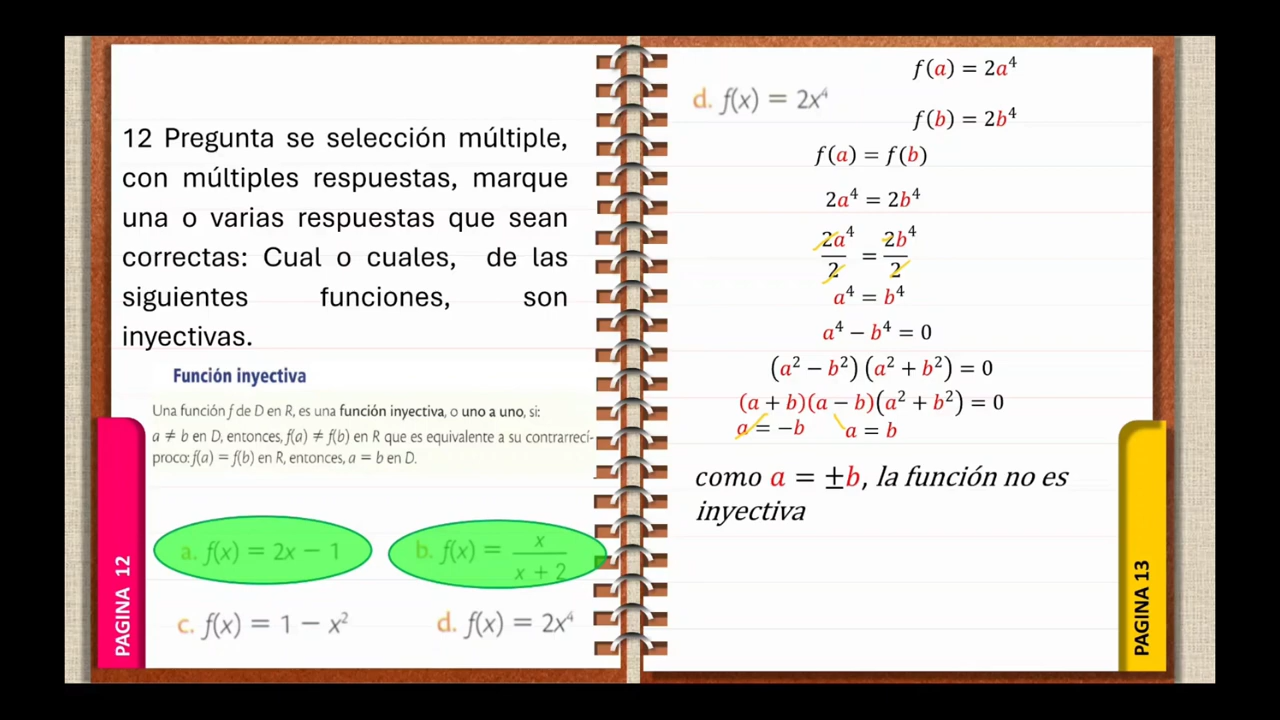 12 Pregunta se selección múltiple,
con múltiples respuestas, marque
una o varias respuestas que sean
correctas: Cual o cuales, de las
siguientes funciones, son
inyectivas.
Función inyectiva
Una función f de D en R, es una función inyectiva, o uno a uno, si:
a ≠ b en D, entonces, f(a) ≠ f(b) en R que es equivalente a su contrarrecí-
proco: f(a) = f(b) en R, entonces, a = b en D.
a. f(x) = 2x − 1
b. f(x) = x / (x + 2)
c. f(x) = 1 − x²
d. f(x) = 2x⁴
PAGINA 12
d. f(x) = 2x⁴
f(a) = 2a⁴
f(b) = 2b⁴
f(a) = f(b)
2a⁴ = 2b⁴
2a⁴/2 = 2b⁴/2
a⁴ = b⁴
a⁴ − b⁴ = 0
(a² − b²)(a² + b²) = 0
(a + b)(a − b)(a² + b²) = 0
a = −b a = b
como a = ±b, la función no es
inyectiva
PAGINA 13